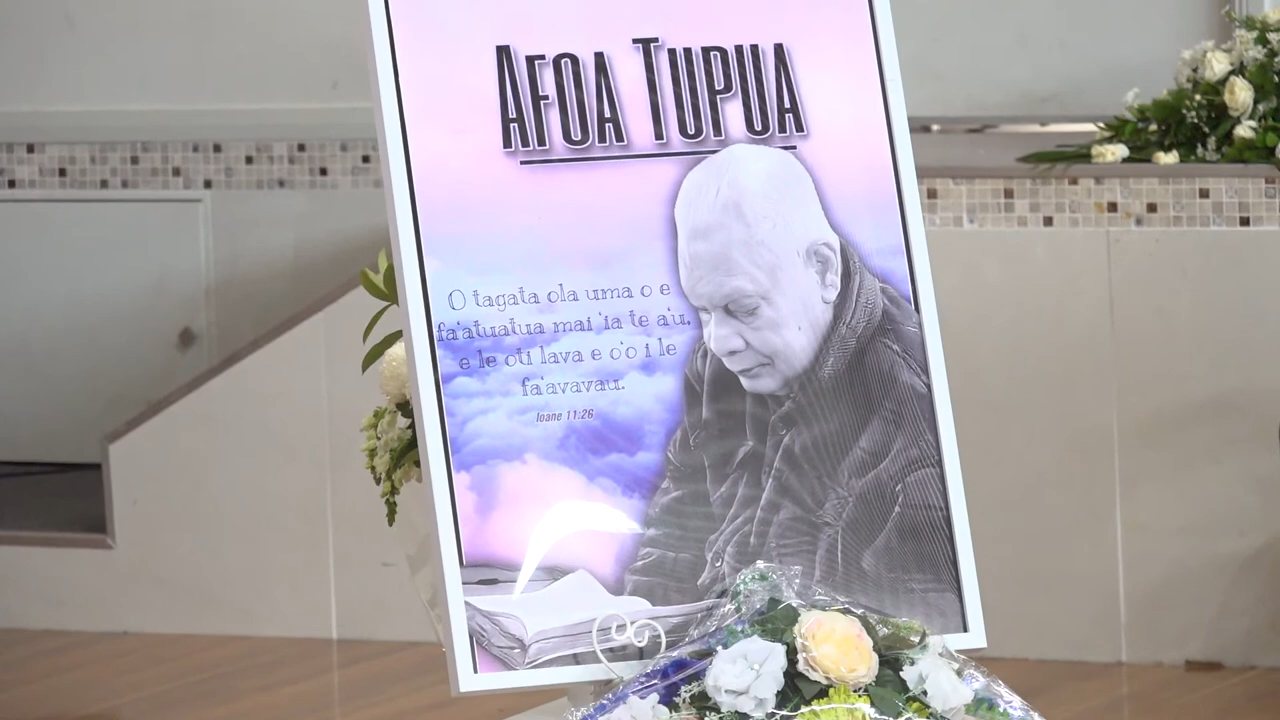 AFOA TUPUA
O tagata ola uma o e
fa'atuatua mai 'ia te a'u,
e le oti lava e o'o i le
fa'avavau.
Ioane 11:26